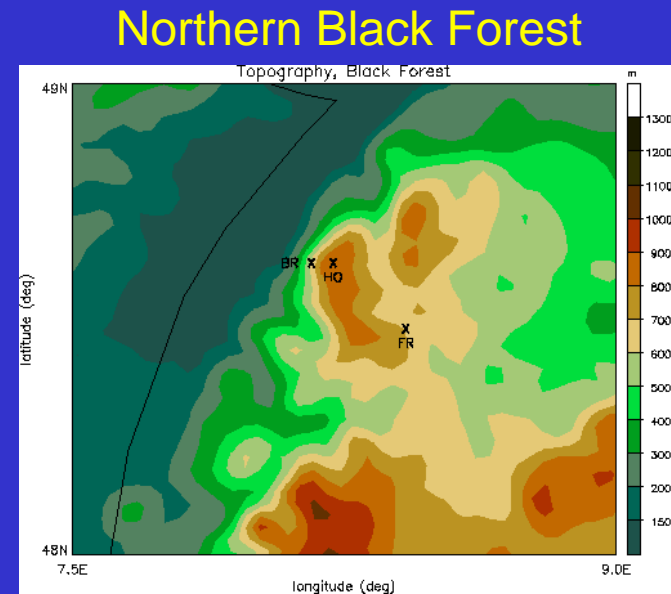 Northern Black Forest
Topography, Black Forest
m
49N
1300
1200
1100
1000
900
800
700
600
500
400
300
200
150
BR x x
HO
x
FR
latitude (deg)
48N
7.5E
9.0E
longitude (deg)